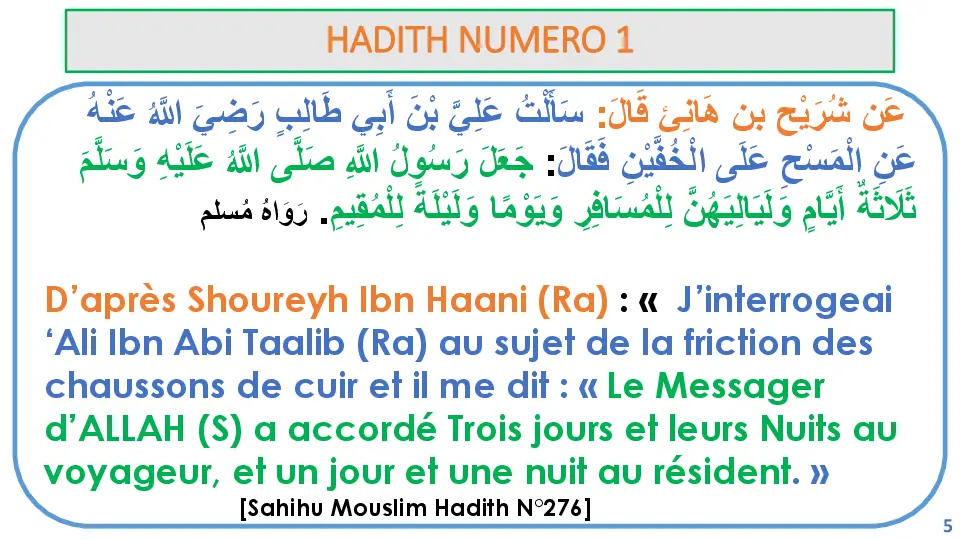 HADITH NUMERO 1
عَن شُرَيْح بن هَانِئ قَالَ: سَأَلْتُ عَلِيَّ بْنَ أَبِي طَالِبٍ رَضِيَ اللَّهُ عَنْهُ
عَنِ الْمَسْحِ عَلَى الْخُفَّيْنِ فَقَالَ: جَعَلَ رَسُولُ اللَّهِ صَلَّى اللَّهُ عَلَيْهِ وَسَلَّمَ
ثَلَاثَةٌ أَيَّامٍ وَلَيَالِيَهُنَّ لِلْمُسَافِرِ وَيَوْمًا وَلَيْلَةً لِلْمُقِيمِ. رَوَاهُ مُسلم
D’après Shoureyh Ibn Haani (Ra) : « J’interrogeai
‘Ali Ibn Abi Taalib (Ra) au sujet de la friction des
chaussons de cuir et il me dit : « Le Messager
d’ALLAH (S) a accordé Trois jours et leurs Nuits au
voyageur, et un jour et une nuit au résident. »
[Sahihu Mouslim Hadith N°276]
5